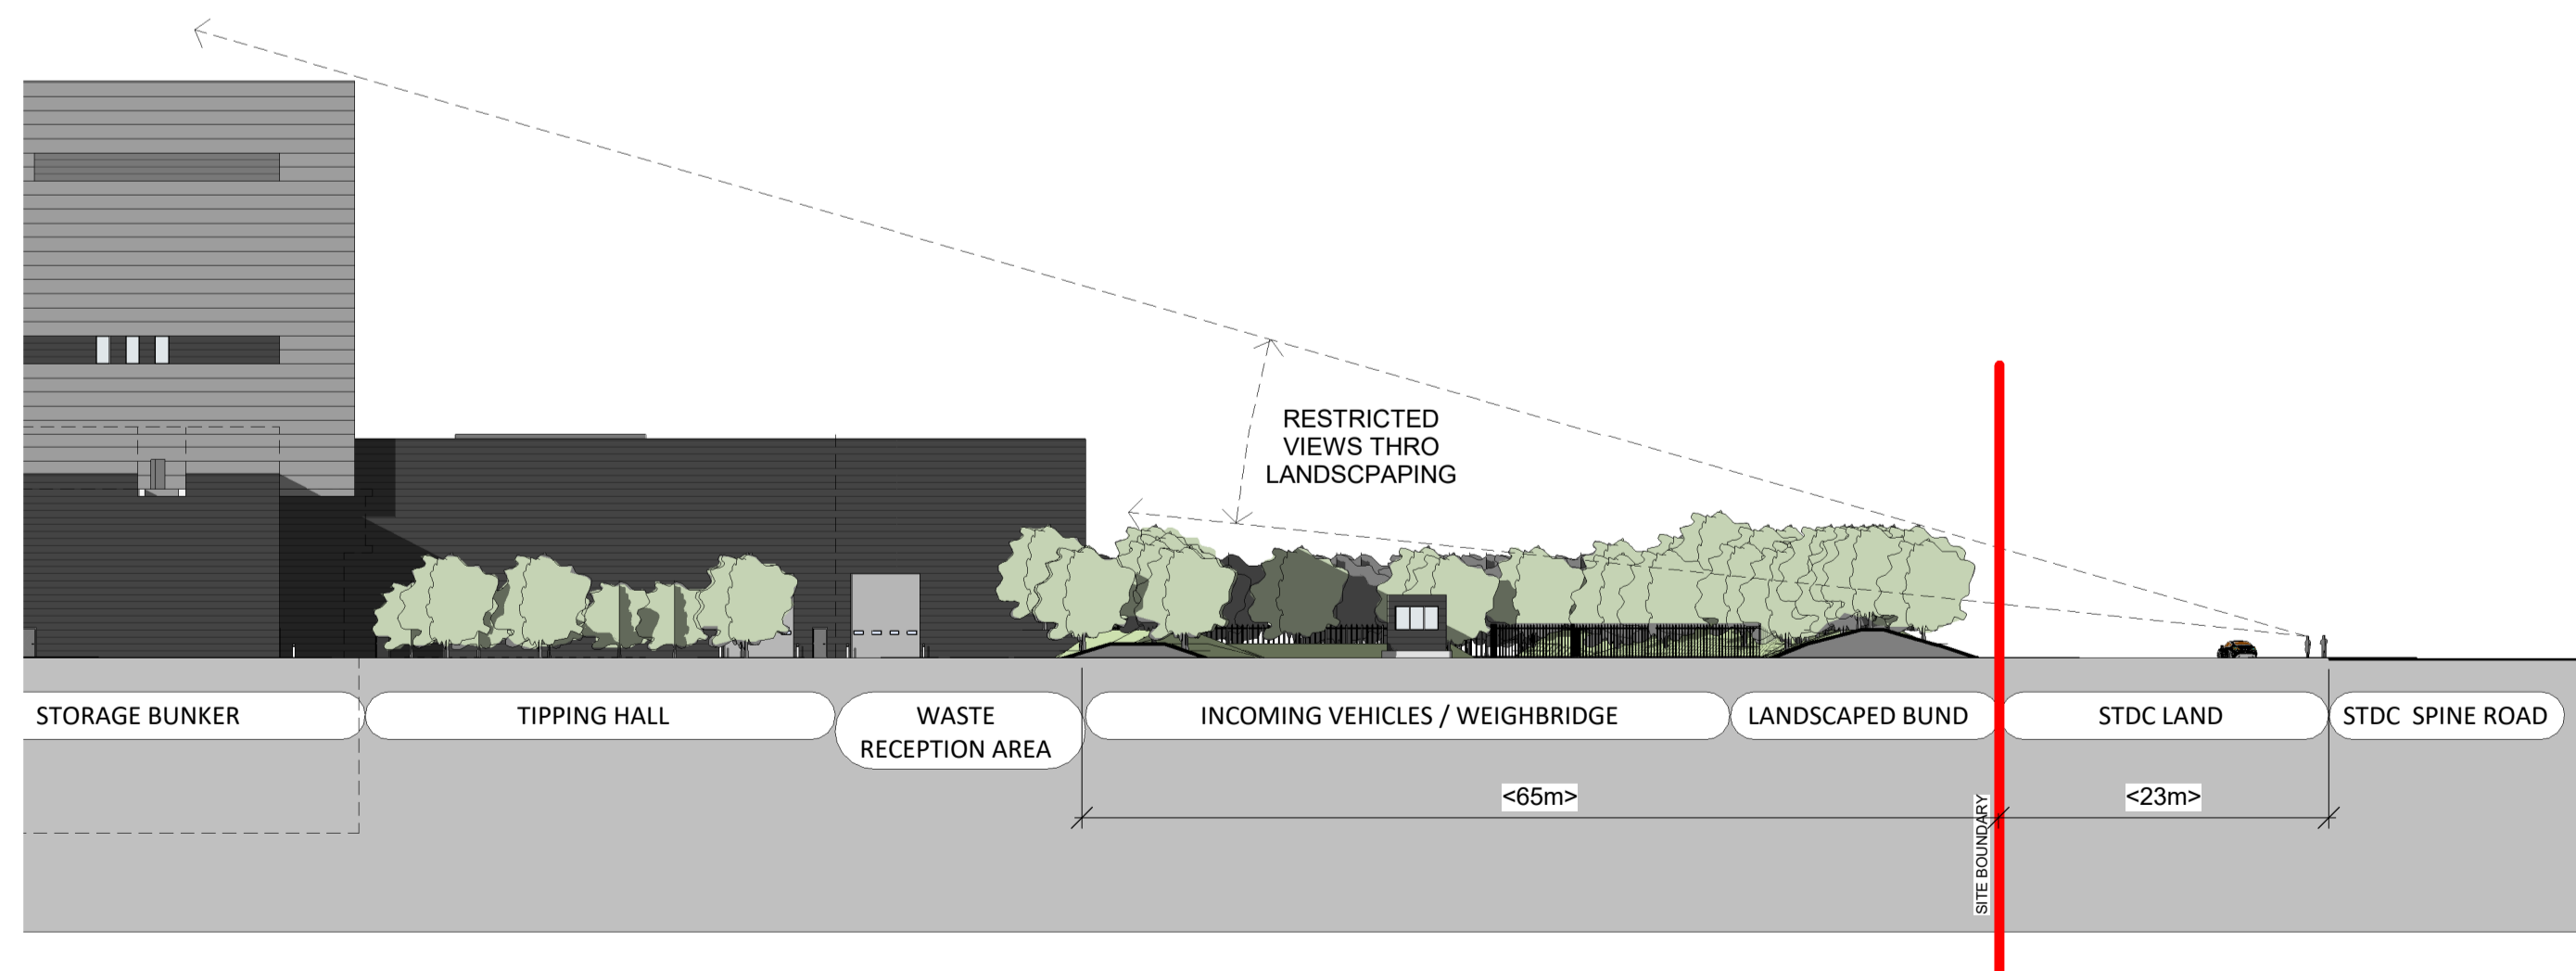 RESTRICTED
VIEWS THRO
LANDSCPAPING
STORAGE BUNKER
TIPPING HALL
WASTE
RECEPTION AREA
INCOMING VEHICLES / WEIGHBRIDGE
LANDSCAPED BUND
STDC LAND
STDC SPINE ROAD
<65m>
<23m>
SITE BOUNDARY